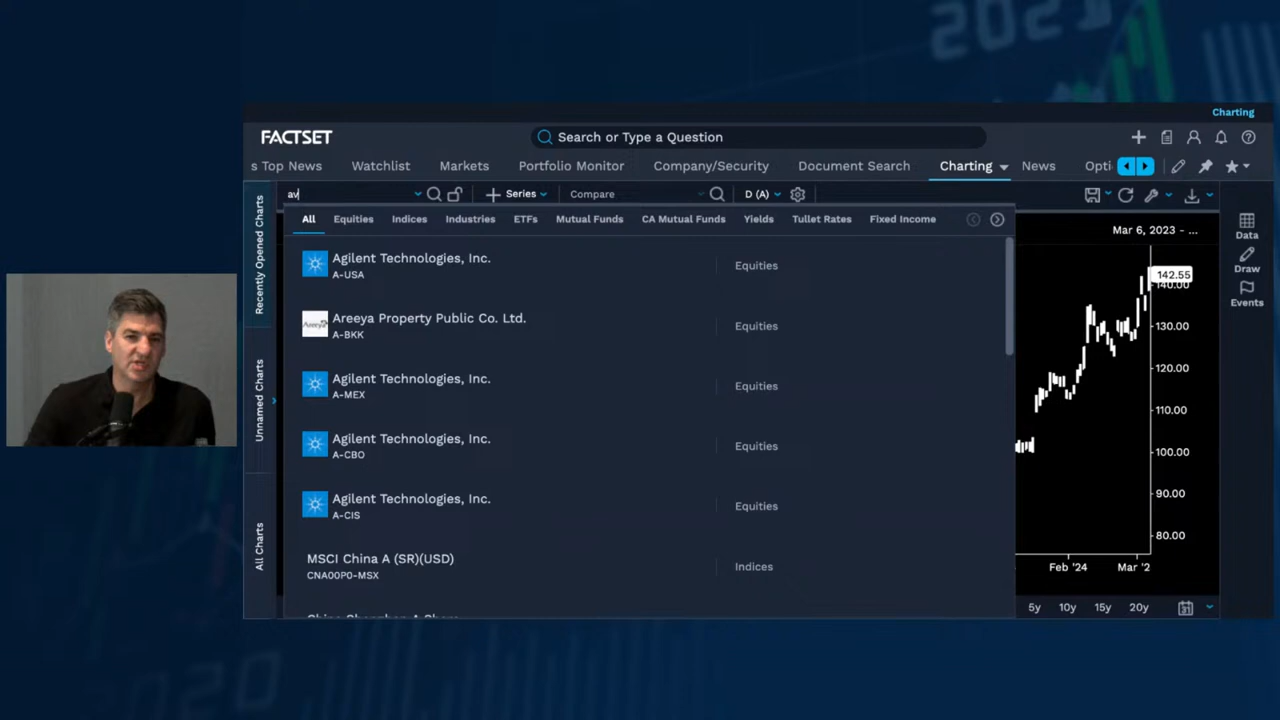 2021
Charting
FACTSET
Search or Type a Question
s Top News Watchlist Markets Portfolio Monitor Company/Security Document Search Charting News Opti
av Series Compare D (A)
All Equities Indices Industries ETFs Mutual Funds CA Mutual Funds Yields Tullet Rates Fixed Income
Recently Opened Charts
Unnamed Charts
All Charts
Agilent Technologies, Inc.
A-USA
Equities
Areeya Property Public Co. Ltd.
A-BKK
Equities
Agilent Technologies, Inc.
A-MEX
Equities
Agilent Technologies, Inc.
A-CBO
Equities
Agilent Technologies, Inc.
A-CIS
Equities
MSCI China A (SR)(USD)
CNA00P0-MSX
Indices
Mar 6, 2023 - ...
142.55
140.00
130.00
120.00
110.00
100.00
90.00
80.00
Feb '24 Mar '2
5y 10y 15y 20y
Data
Draw
Events
2020